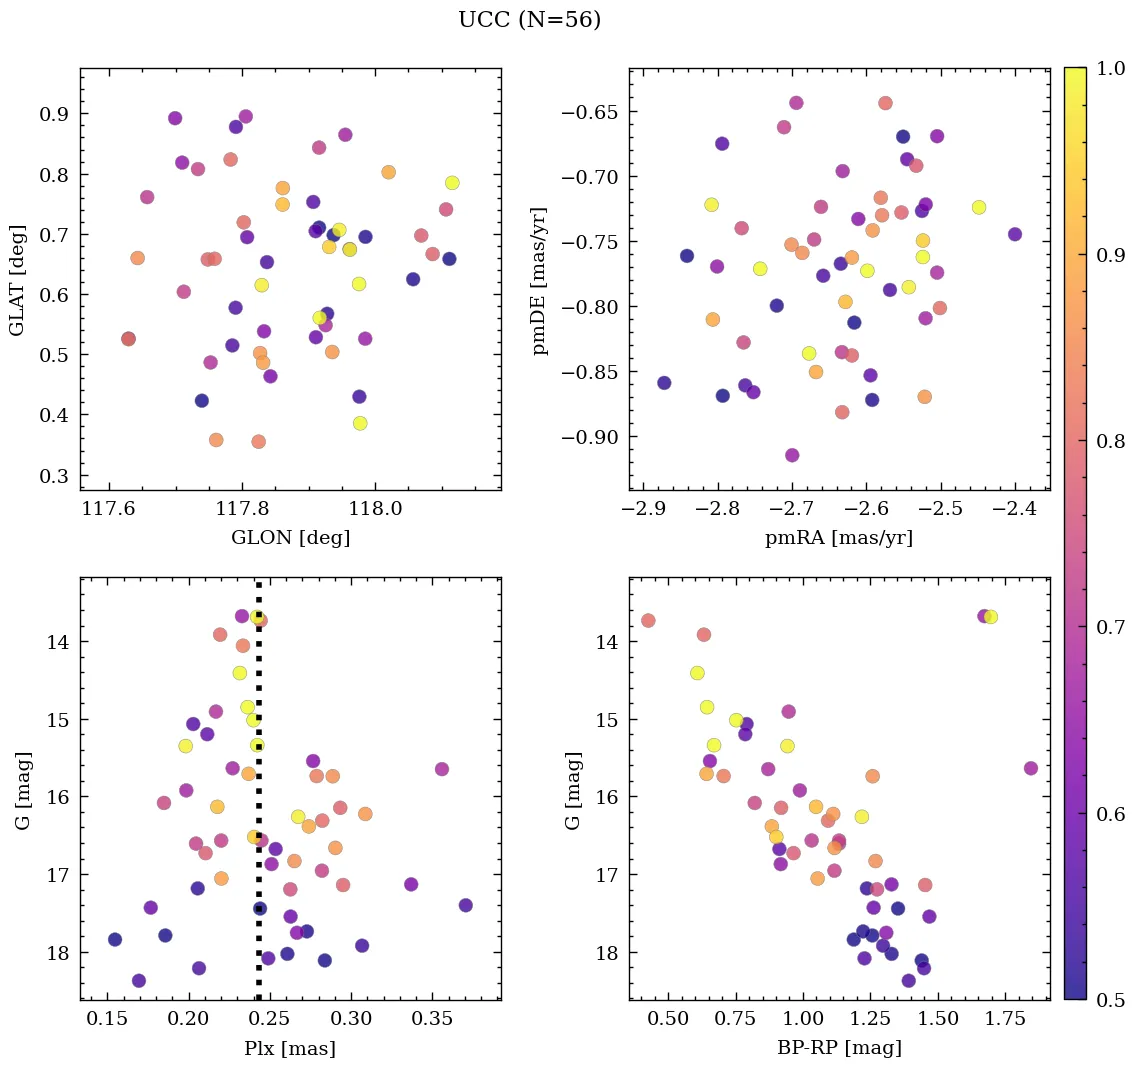 UCC (N=56)
0.9
0.8
0.7
0.6
0.5
0.4
0.3
GLAT [deg]
117.6 117.8 118.0
GLON [deg]
−0.65
−0.70
−0.75
−0.80
−0.85
−0.90
pmDE [mas/yr]
−2.9 −2.8 −2.7 −2.6 −2.5 −2.4
pmRA [mas/yr]
1.0
0.9
0.8
0.7
0.6
0.5
14
15
16
17
18
G [mag]
0.15 0.20 0.25 0.30 0.35
Plx [mas]
14
15
16
17
18
G [mag]
0.50 0.75 1.00 1.25 1.50 1.75
BP-RP [mag]